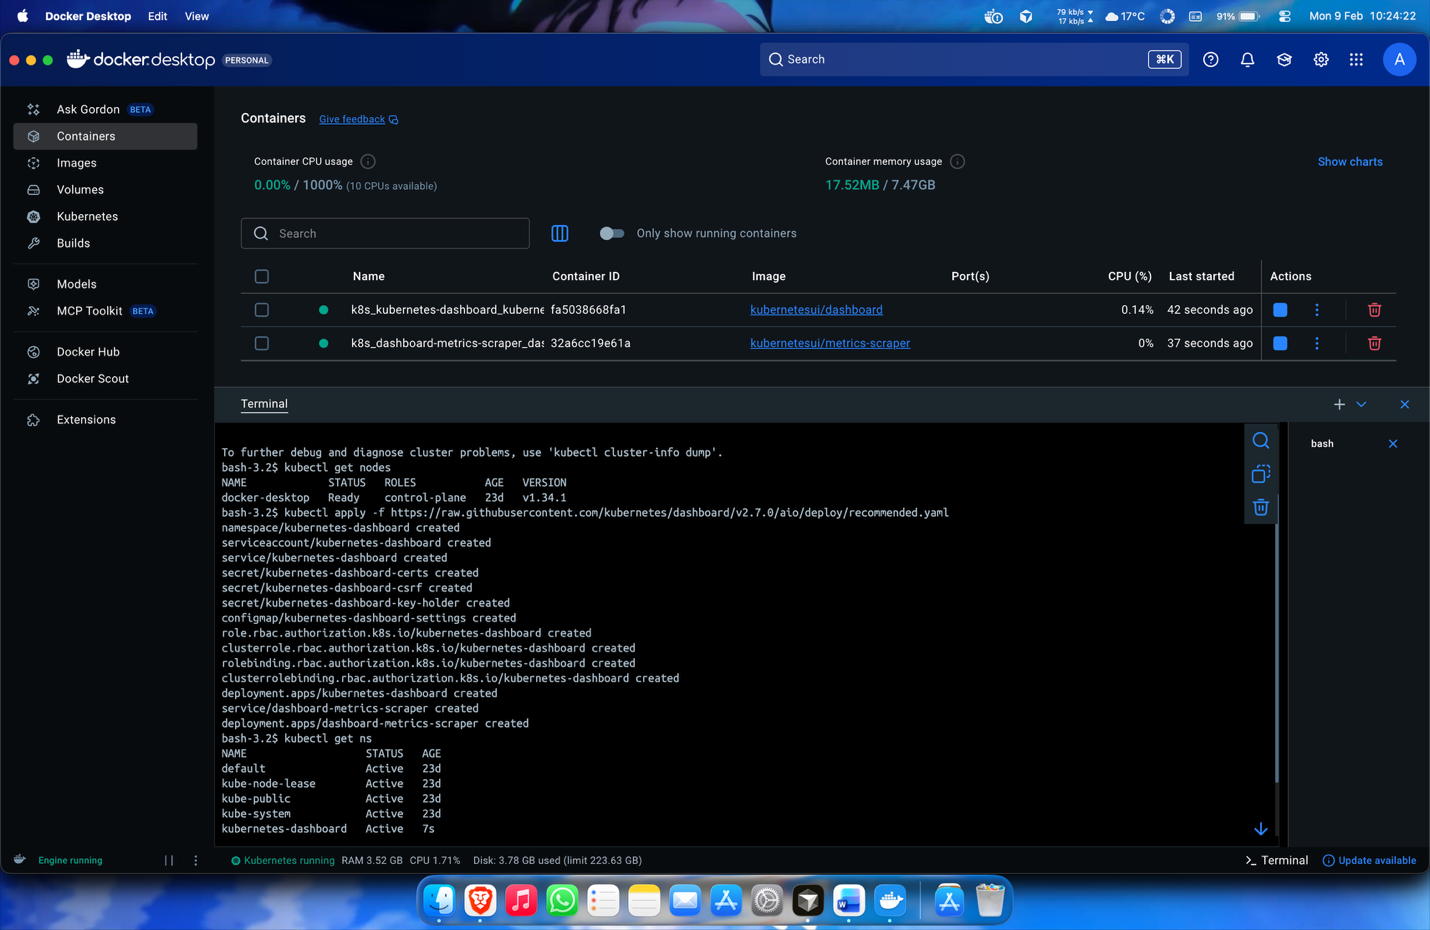 Docker Desktop Edit View 79 kb/s 17 kb/s 17°C 91% Mon 9 Feb 10:24:22
docker.desktop PERSONAL Search ⌘K A
Ask Gordon BETA
Containers
Images
Volumes
Kubernetes
Builds
Models
MCP Toolkit BETA
Docker Hub
Docker Scout
Extensions
Containers Give feedback
Container CPU usage
0.00% / 1000% (10 CPUs available)
Container memory usage
17.52MB / 7.47GB
Show charts
Search Only show running containers
Name Container ID Image Port(s) CPU (%) Last started Actions
k8s_kubernetes-dashboard_kuberne fa5038668fa1 kubernetesui/dashboard 0.14% 42 seconds ago
k8s_dashboard-metrics-scraper_das 32a6cc19e61a kubernetesui/metrics-scraper 0% 37 seconds ago
Terminal
bash
To further debug and diagnose cluster problems, use 'kubectl cluster-info dump'.
bash-3.2$ kubectl get nodes
NAME STATUS ROLES AGE VERSION
docker-desktop Ready control-plane 23d v1.34.1
bash-3.2$ kubectl apply -f https://raw.githubusercontent.com/kubernetes/dashboard/v2.7.0/aio/deploy/recommended.yaml
namespace/kubernetes-dashboard created
serviceaccount/kubernetes-dashboard created
service/kubernetes-dashboard created
secret/kubernetes-dashboard-certs created
secret/kubernetes-dashboard-csrf created
secret/kubernetes-dashboard-key-holder created
configmap/kubernetes-dashboard-settings created
role.rbac.authorization.k8s.io/kubernetes-dashboard created
clusterrole.rbac.authorization.k8s.io/kubernetes-dashboard created
rolebinding.rbac.authorization.k8s.io/kubernetes-dashboard created
clusterrolebinding.rbac.authorization.k8s.io/kubernetes-dashboard created
deployment.apps/kubernetes-dashboard created
service/dashboard-metrics-scraper created
deployment.apps/dashboard-metrics-scraper created
bash-3.2$ kubectl get ns
NAME STATUS AGE
default Active 23d
kube-node-lease Active 23d
kube-public Active 23d
kube-system Active 23d
kubernetes-dashboard Active 7s
Engine running Kubernetes running RAM 3.52 GB CPU 1.71% Disk: 3.78 GB used (limit 223.63 GB) Terminal Update available